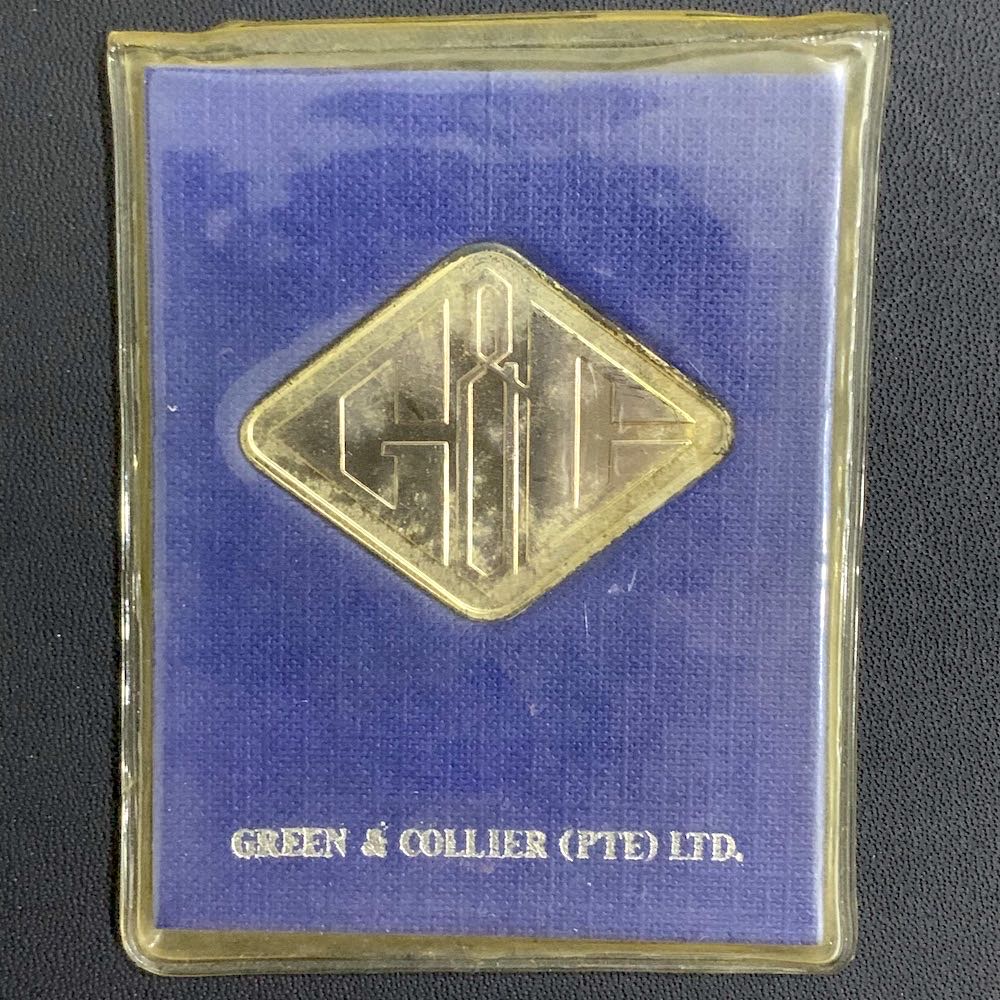 G&C
GREEN & COLLIER (PTE) LTD.